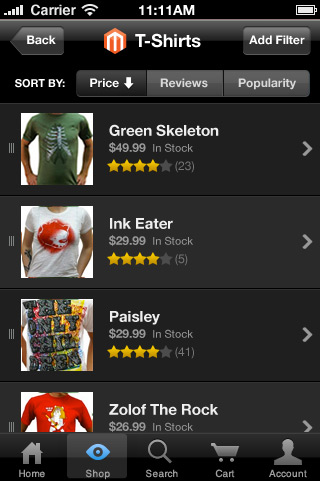 Carrier 11:11AM
Back T-Shirts Add Filter
SORT BY: Price Reviews Popularity
Green Skeleton
$49.99 In Stock
(23)
Ink Eater
$29.99 In Stock
(5)
Paisley
$29.99 In Stock
(41)
Zolof The Rock
$26.99 In Stock
Home Shop Search Cart Account